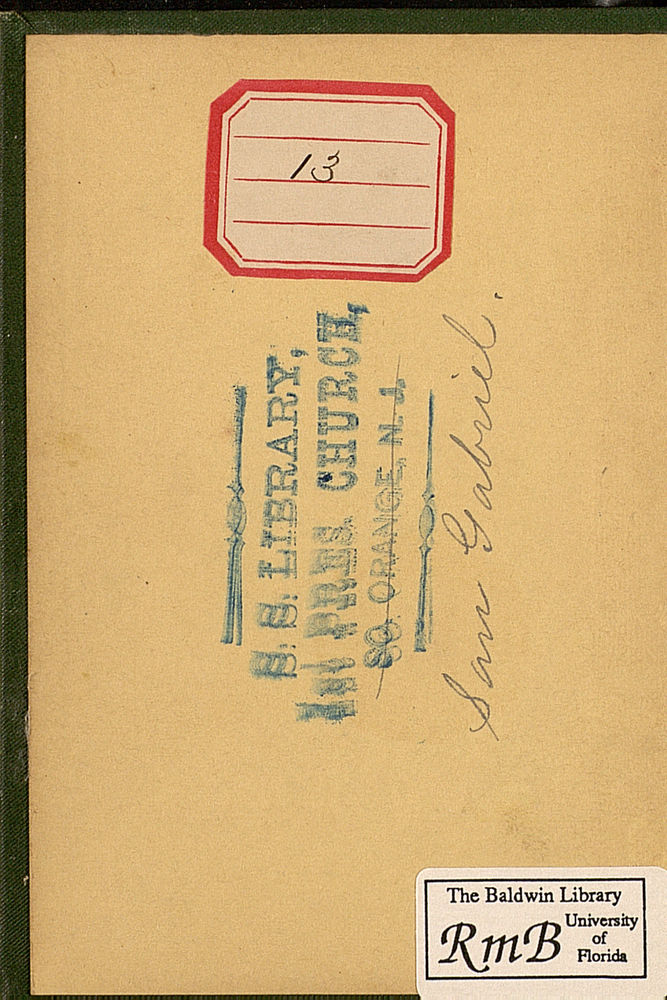 13
S. S. LIBRARY,
1st PRES. CHURCH,
SO. ORANGE, N. J.
San Gabriel.
The Baldwin Library
RmB University
of
Florida